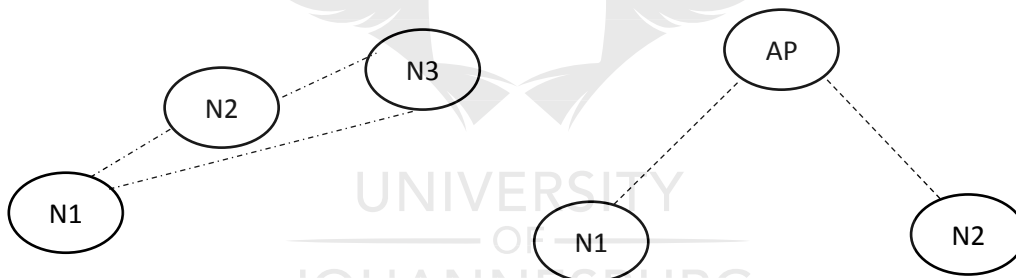 AP
N3
N2
N1
N1
N2
UNIVERSITY
OF
JOHANNESBURG